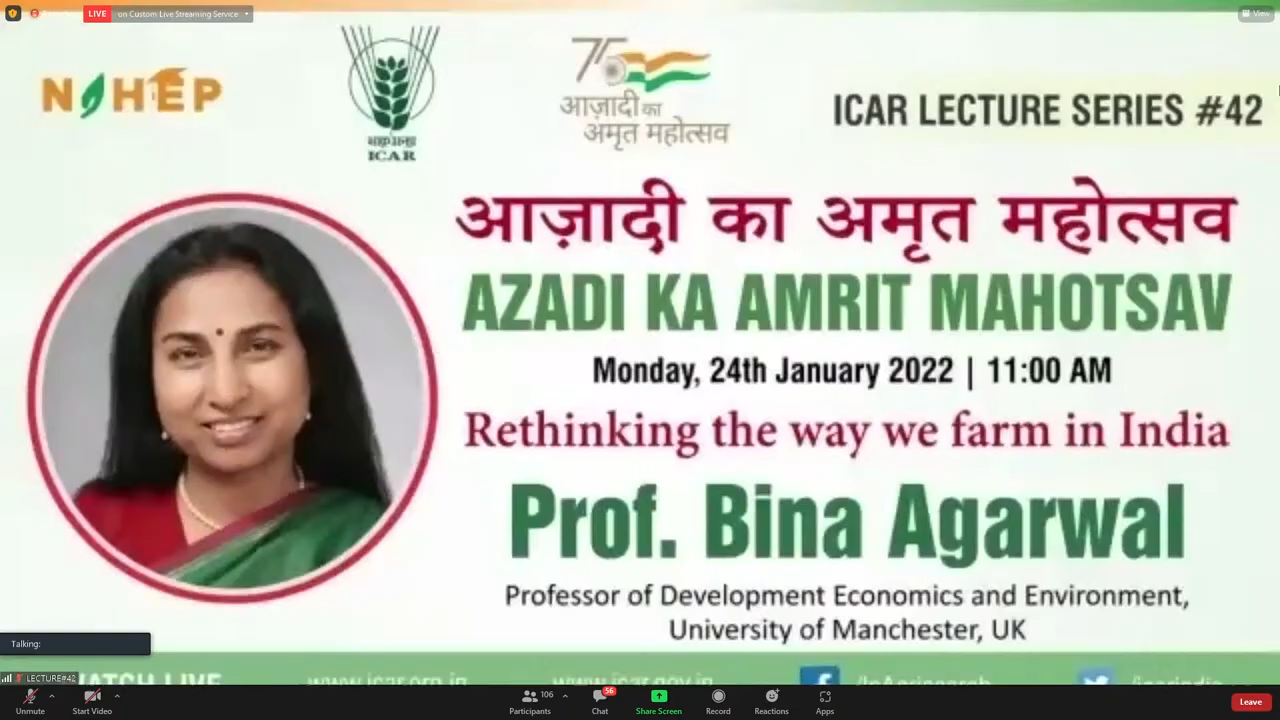 LIVE on Custom Live Streaming Service
View
NAHEP
ICAR
75
आज़ादी का
अमृत महोत्सव
ICAR LECTURE SERIES #42
आज़ादी का अमृत महोत्सव
AZADI KA AMRIT MAHOTSAV
Monday, 24th January 2022 | 11:00 AM
Rethinking the way we farm in India
Prof. Bina Agarwal
Professor of Development Economics and Environment,
University of Manchester, UK
Talking:
LECTURE#42
Unmute
Start Video
106
Participants
56
Chat
Share Screen
Record
Reactions
Apps
Leave